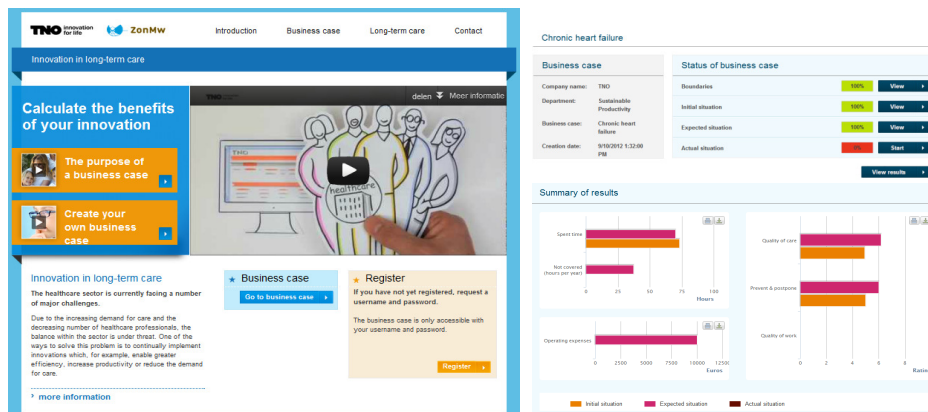 TNO innovation for life
ZonMw
Introduction
Business case
Long-term care
Contact
Innovation in long-term care
Calculate the benefits
of your innovation
The purpose of
a business case
Create your
own business
case
TNO
delen
Meer informatie
TNO
healthcare
Innovation in long-term care
The healthcare sector is currently facing a number
of major challenges.
Due to the increasing demand for care and the
decreasing number of healthcare professionals, the
balance within the sector is under threat. One of the
ways to solve this problem is to continually implement
innovations which, for example, enable greater
efficiency, increase productivity or reduce the demand
for care.
more information
Business case
Go to business case
Register
If you have not yet registered, request a
username and password.
The business case is only accessible with
your username and password.
Register
Chronic heart failure
Business case
Company name: TNO
Department: Sustainable
Productivity
Business case: Chronic heart
failure
Creation date: 9/10/2012 1:32:00
PM
Status of business case
Boundaries 100% View
Initial situation 100% View
Expected situation 100% View
Actual situation 0% Start
View results
Summary of results
Spent time
Not covered
(hours per year)
0 25 50 75 100
Hours
Operating expenses
0 2500 5000 7500 10000 12500
Euros
Quality of care
Prevent & postpone
Quality of work
0 2 4 6 8
Ratio
Initial situation
Expected situation
Actual situation